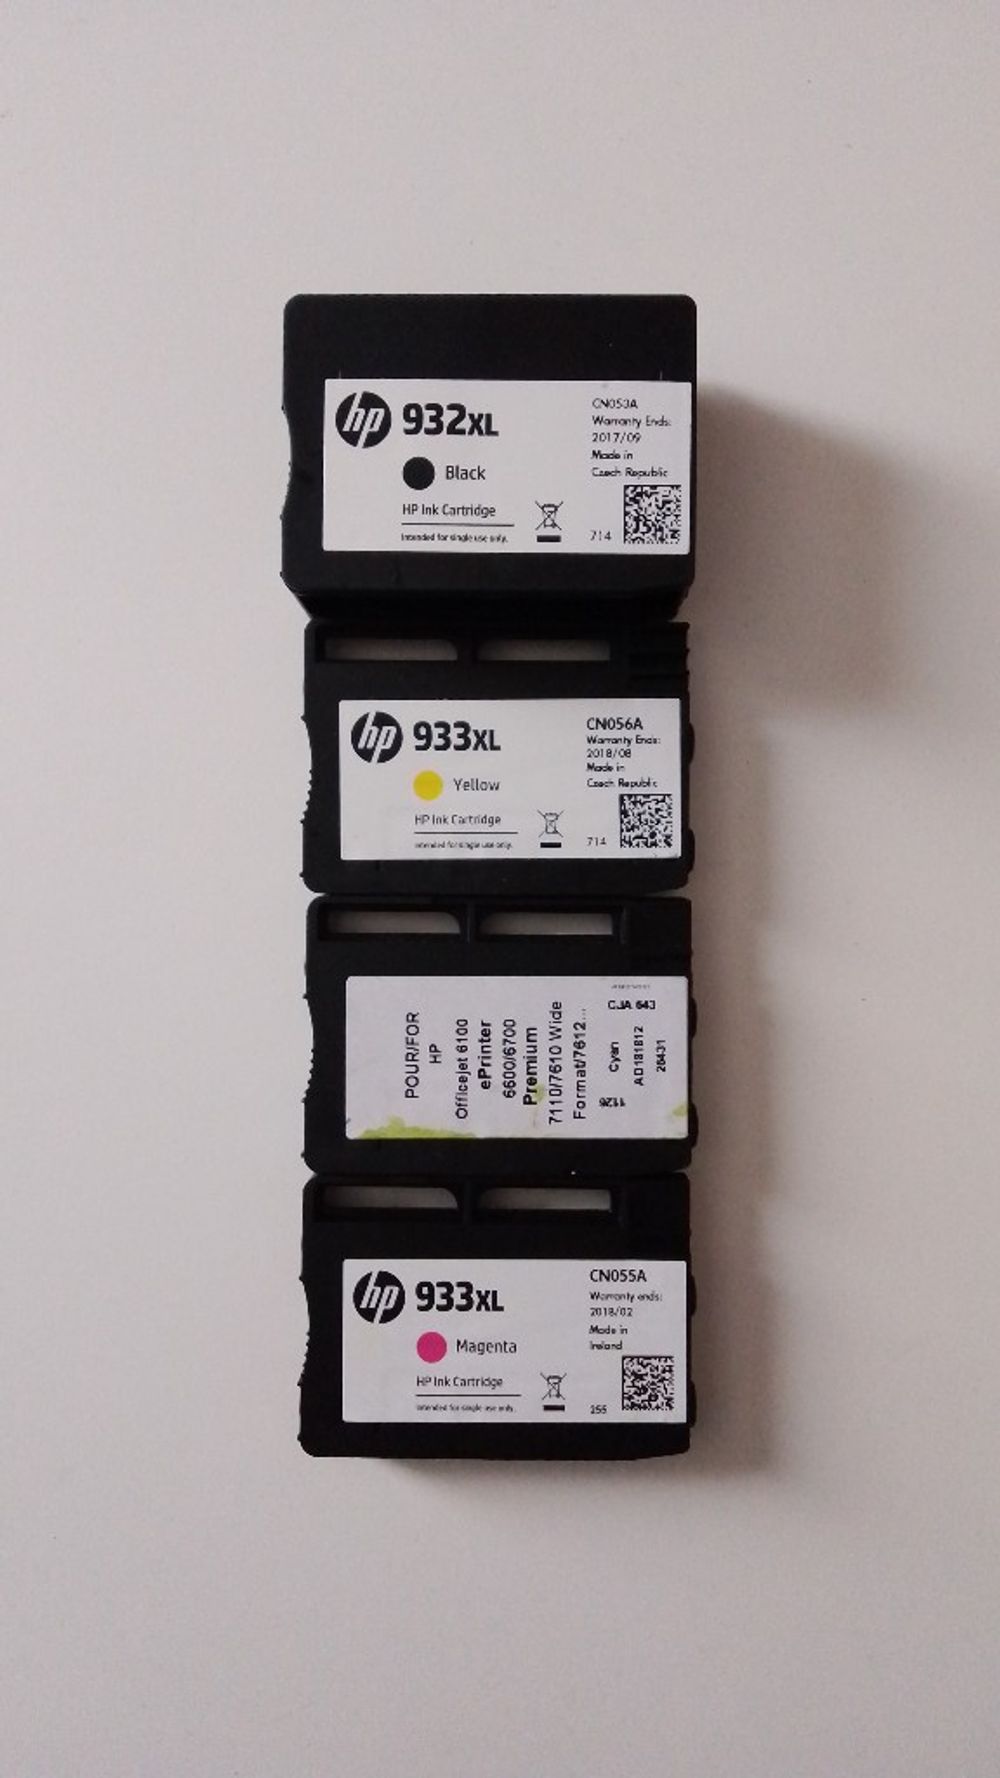 hp 932XL
Black
HP Ink Cartridge
Intended for single use only.
CN053A
Warranty Ends:
2017/09
Made in
Czech Republic
714
hp 933XL
Yellow
HP Ink Cartridge
Intended for single use only.
CN056A
Warranty Ends:
2018/08
Made in
Czech Republic
714
POUR/FOR
HP
Officejet 6100
ePrinter
6600/6700
Premium
7110/7610 Wide
Format/7612...
CJA 643
Cyan
AD181812
26431
1126
hp 933XL
Magenta
HP Ink Cartridge
Intended for single use only.
CN055A
Warranty ends:
2018/02
Made in
Ireland
255